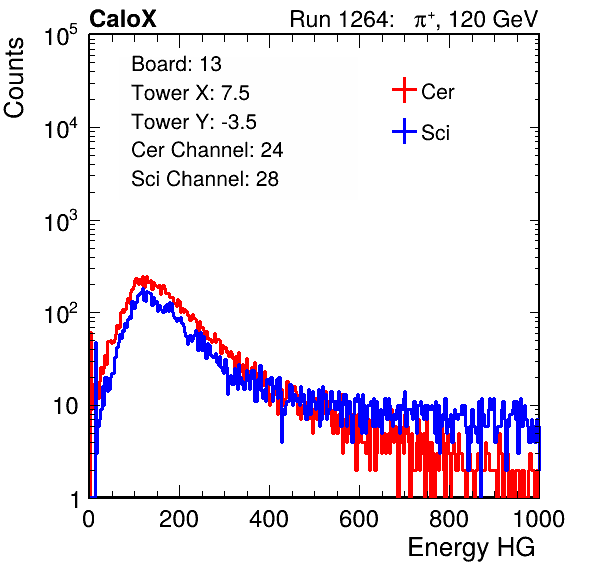 CaloX Run 1264: π⁺, 120 GeV
Counts
Board: 13
Tower X: 7.5
Tower Y: -3.5
Cer Channel: 24
Sci Channel: 28
Cer
Sci
10⁵
10⁴
10³
10²
10
1
0 200 400 600 800 1000
Energy HG